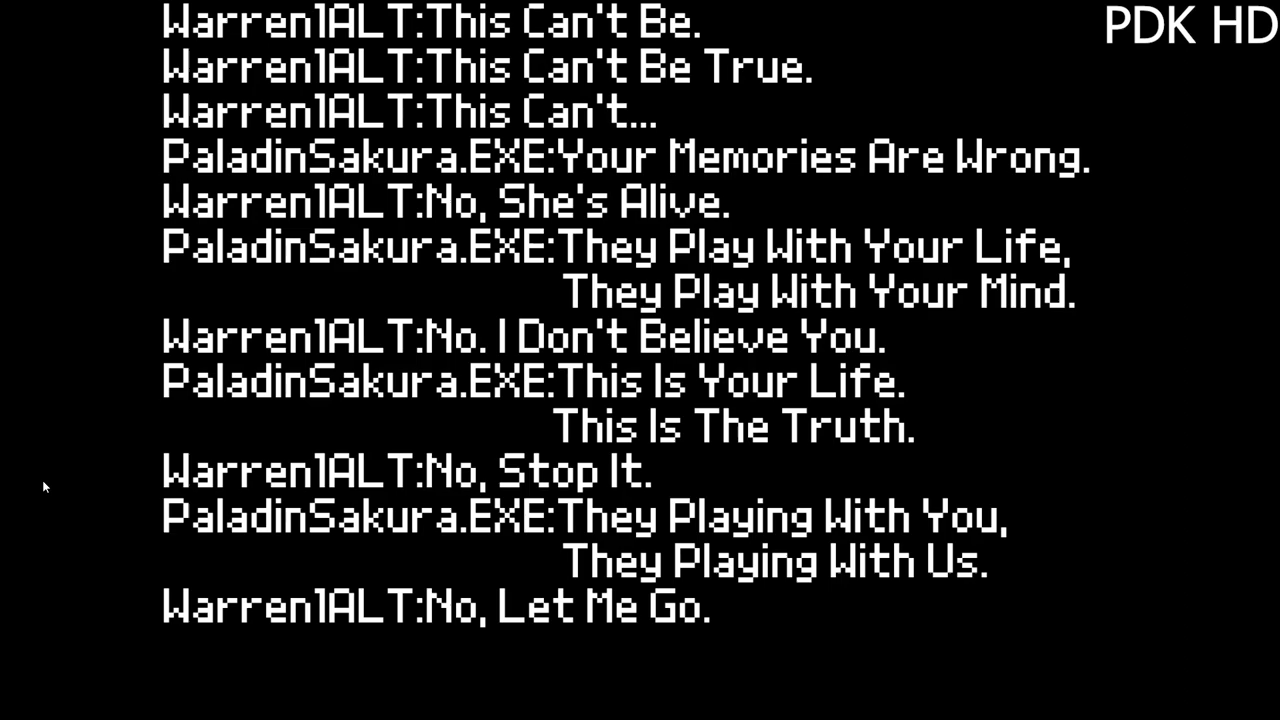 PDK HD
Warren1ALT:This Can't Be.
Warren1ALT:This Can't Be True.
Warren1ALT:This Can't...
PaladinSakura.EXE:Your Memories Are Wrong.
Warren1ALT:No, She's Alive.
PaladinSakura.EXE:They Play With Your Life,
They Play With Your Mind.
Warren1ALT:No. I Don't Believe You.
PaladinSakura.EXE:This Is Your Life.
This Is The Truth.
Warren1ALT:No, Stop It.
PaladinSakura.EXE:They Playing With You,
They Playing With Us.
Warren1ALT:No, Let Me Go.